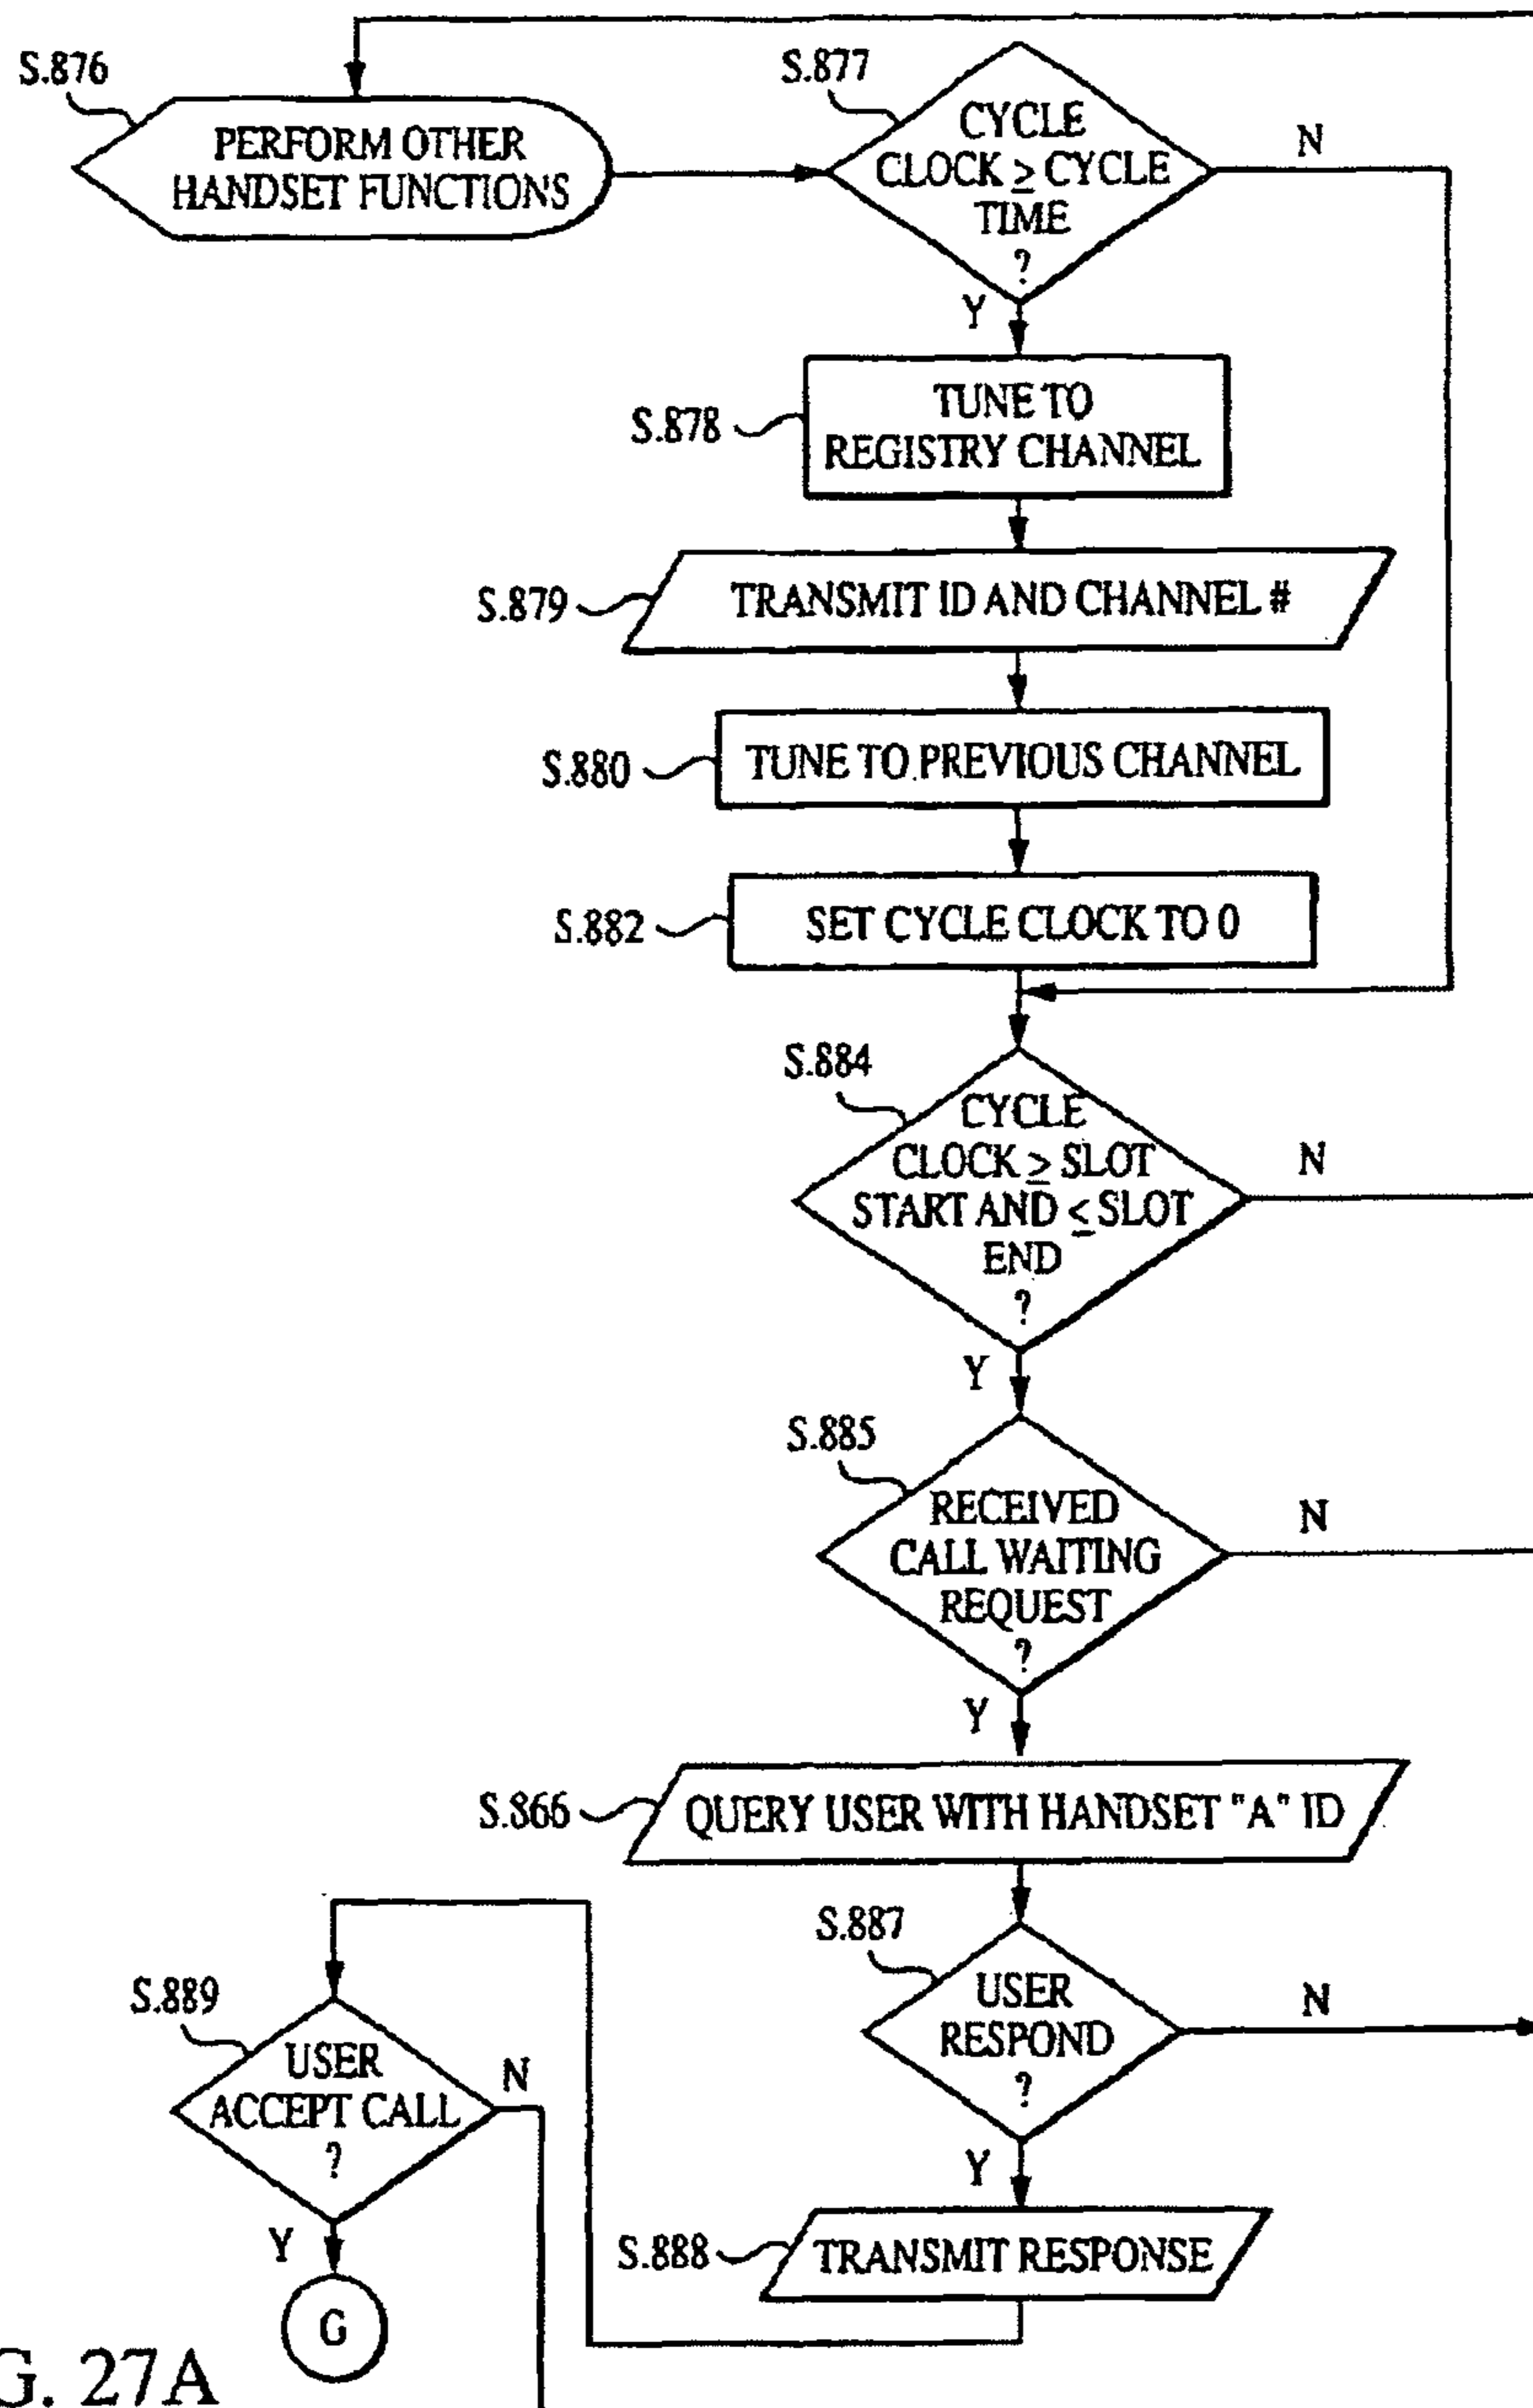 S.876
PERFORM OTHER
HANDSET FUNCTIONS
S.877
CYCLE
CLOCK ≥ CYCLE
TIME
?
N
Y
S.878
TUNE TO
REGISTRY CHANNEL
S.879
TRANSMIT ID AND CHANNEL #
S.880
TUNE TO PREVIOUS CHANNEL
S.882
SET CYCLE CLOCK TO 0
S.884
CYCLE
CLOCK ≥ SLOT
START AND ≤ SLOT
END
?
N
Y
S.885
RECEIVED
CALL WAITING
REQUEST
?
N
Y
S.866
QUERY USER WITH HANDSET "A" ID
S.887
USER
RESPOND
?
N
Y
S.888
TRANSMIT RESPONSE
S.889
USER
ACCEPT CALL
?
N
Y
G
G. 27A